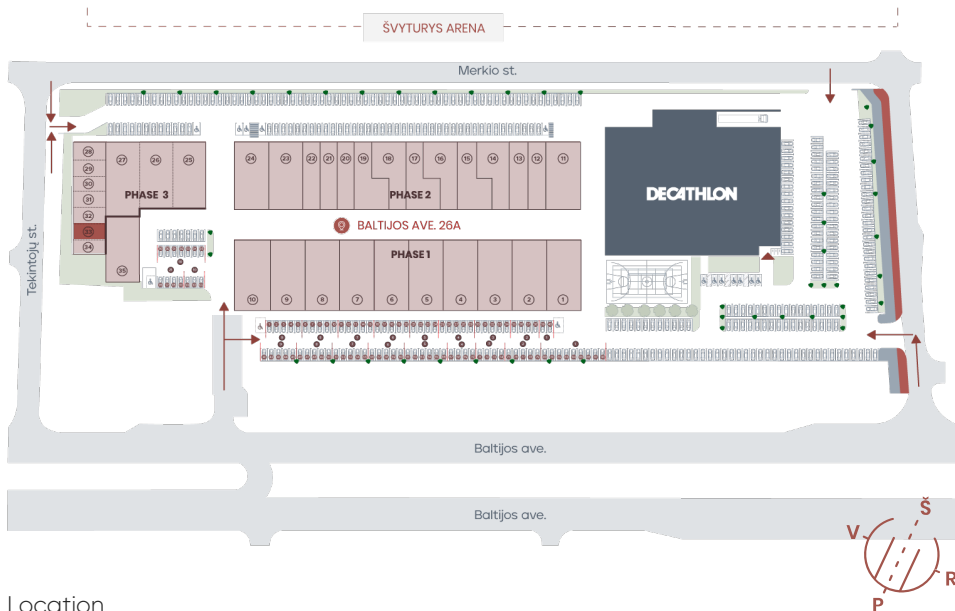 ŠVYTURYS ARENA
Merkio st.
28
29
30
31
32
33
34
27
26
25
PHASE 3
35
24
23
22
21
20
19
18
17
16
15
14
13
12
11
PHASE 2
DECATHLON
BALTIJOS AVE. 26A
PHASE 1
10
9
8
7
6
5
4
3
2
1
Tekintojų st.
Baltijos ave.
Baltijos ave.
Š
V
R
P
Location